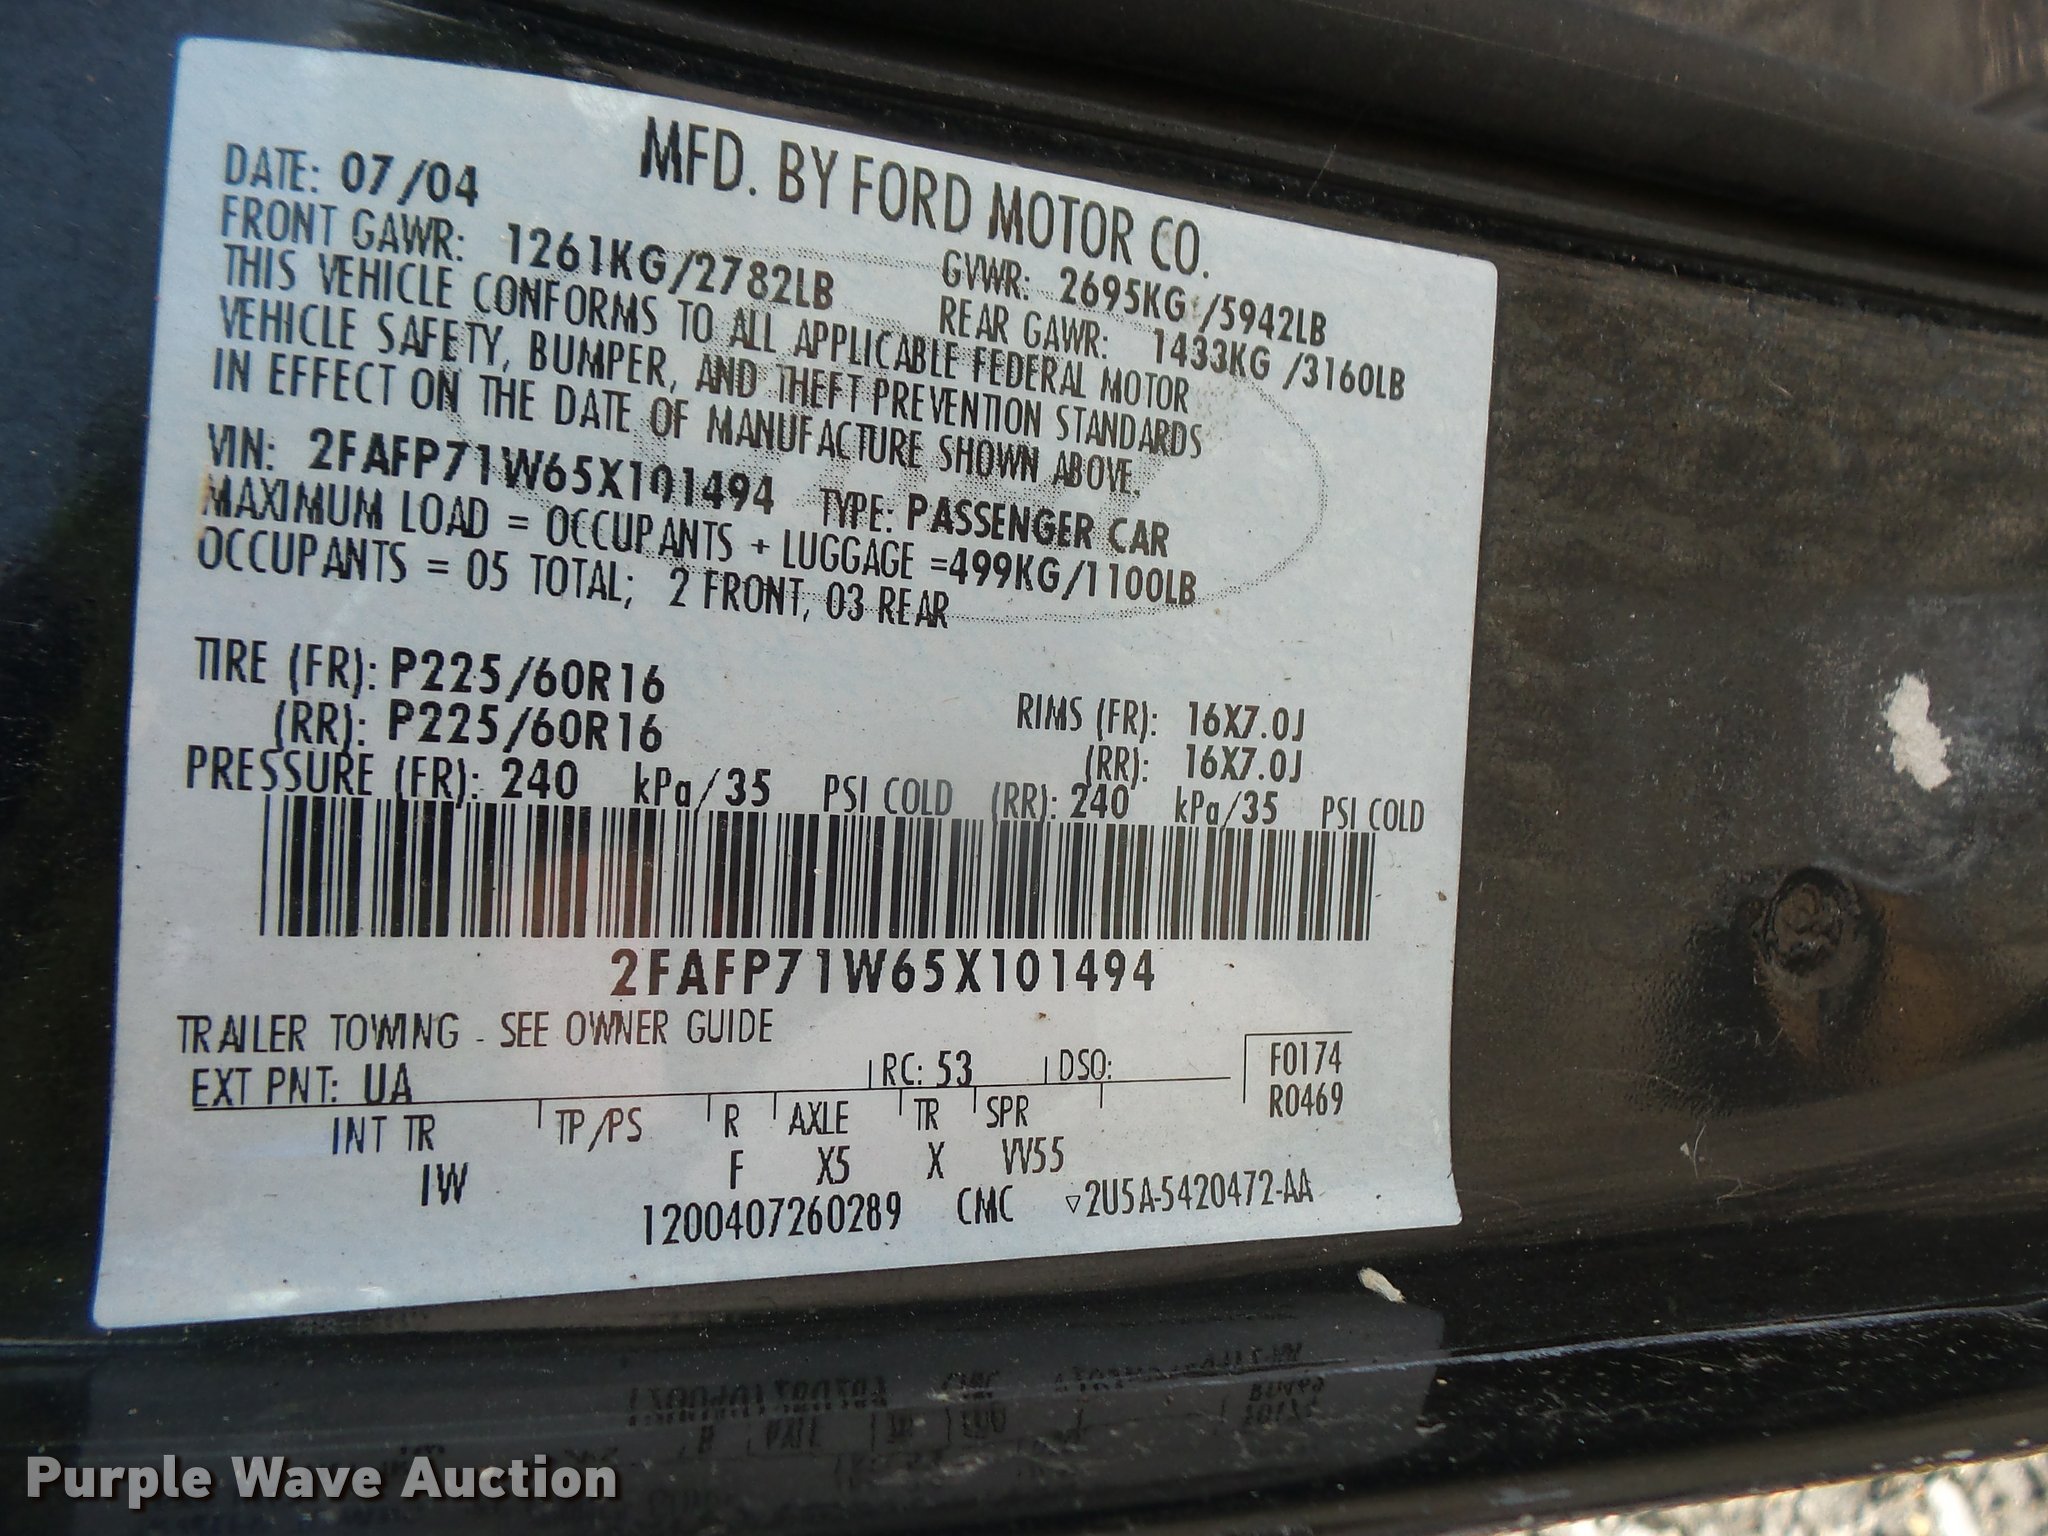 MFD. BY FORD MOTOR CO.
DATE: 07/04
GVWR: 2695KG/5942LB
FRONT GAWR: 1261KG/2782LB
REAR GAWR: 1433KG/3160LB
THIS VEHICLE CONFORMS TO ALL APPLICABLE FEDERAL MOTOR
VEHICLE SAFETY, BUMPER, AND THEFT PREVENTION STANDARDS
IN EFFECT ON THE DATE OF MANUFACTURE SHOWN ABOVE.
VIN: 2FAFP71W65X101494 TYPE: PASSENGER CAR
MAXIMUM LOAD = OCCUPANTS + LUGGAGE =499KG/1100LB
OCCUPANTS = 05 TOTAL; 2 FRONT, 03 REAR
TIRE (FR): P225/60R16 RIMS (FR): 16X7.0J
(RR): P225/60R16 (RR): 16X7.0J
PRESSURE (FR): 240 kPa/35 PSI COLD (RR): 240 kPa/35 PSI COLD
2FAFP71W65X101494
TRAILER TOWING - SEE OWNER GUIDE
EXT PNT: UA RC: 53 DSO: F0174
R0469
INT TR TP/PS R AXLE TR SPR
IW F X5 X VV55
1200407260289 CMC ▽2U5A-5420472-AA
Purple Wave Auction